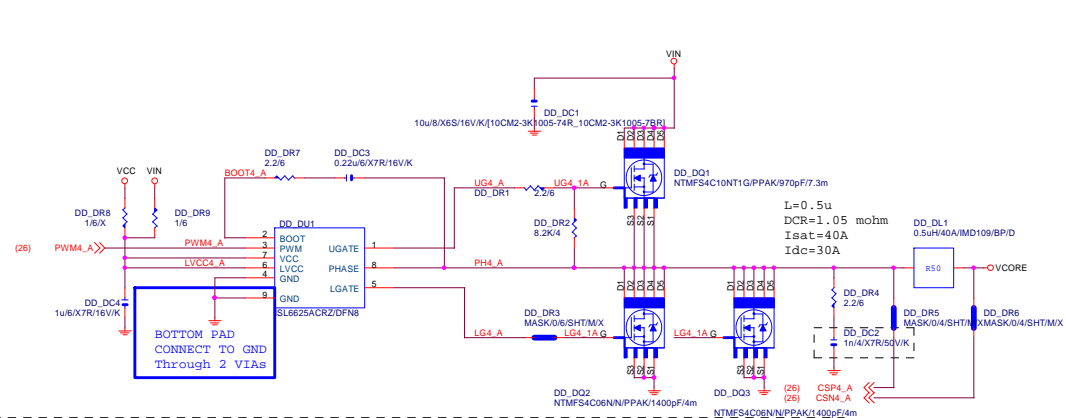 VIN
DD_DC1
10u/8/X6S/16V/K/[10CM2-3K1005-74R_10CM2-3K1005-7BR]
D1
D2
D3
D4
D5
DD_DR7
2.2/6
DD_DC3
0.22u/6/X7R/16V/K
BOOT4_A
VCC
VIN
DD_DQ1
NTMFS4C10NT1G/PPAK/970pF/7.3m
UG4_A
UG4_1A
G
DD_DR1
2.2/6
S3
S2
S1
DD_DR8
1/6/X
DD_DR9
1/6
DD_DU1
DD_DR2
8.2K/4
L=0.5u
DCR=1.05 mohm
Isat=40A
Idc=30A
DD_DL1
0.5uH/40A/IMD109/BP/D
(26)
PWM4_A
PWM4_A
LVCC4_A
2
3
7
6
4
9
BOOT
PWM
VCC
LVCC
GND
GND
UGATE
PHASE
LGATE
1
8
5
ISL6625ACRZ/DFN8
PH4_A
R50
VCORE
DD_DC4
1u/6/X7R/16V/K
BOTTOM PAD
CONNECT TO GND
Through 2 VIAs
D1
D2
D3
D4
D5
D1
D2
D3
D4
D5
DD_DR3
MASK/0/6/SHT/M/X
LG4_A
LG4_1A
G
LG4_1A
G
S3
S2
S1
S3
S2
S1
DD_DR4
2.2/6
DD_DC2
1n/4/X7R/50V/K
DD_DR5
MASK/0/4/SHT/M/X
DD_DR6
MASK/0/4/SHT/M/X
DD_DQ2
NTMFS4C06N/N/PPAK/1400pF/4m
DD_DQ3
NTMFS4C06N/N/PPAK/1400pF/4m
(26)
CSP4_A
(26)
CSN4_A